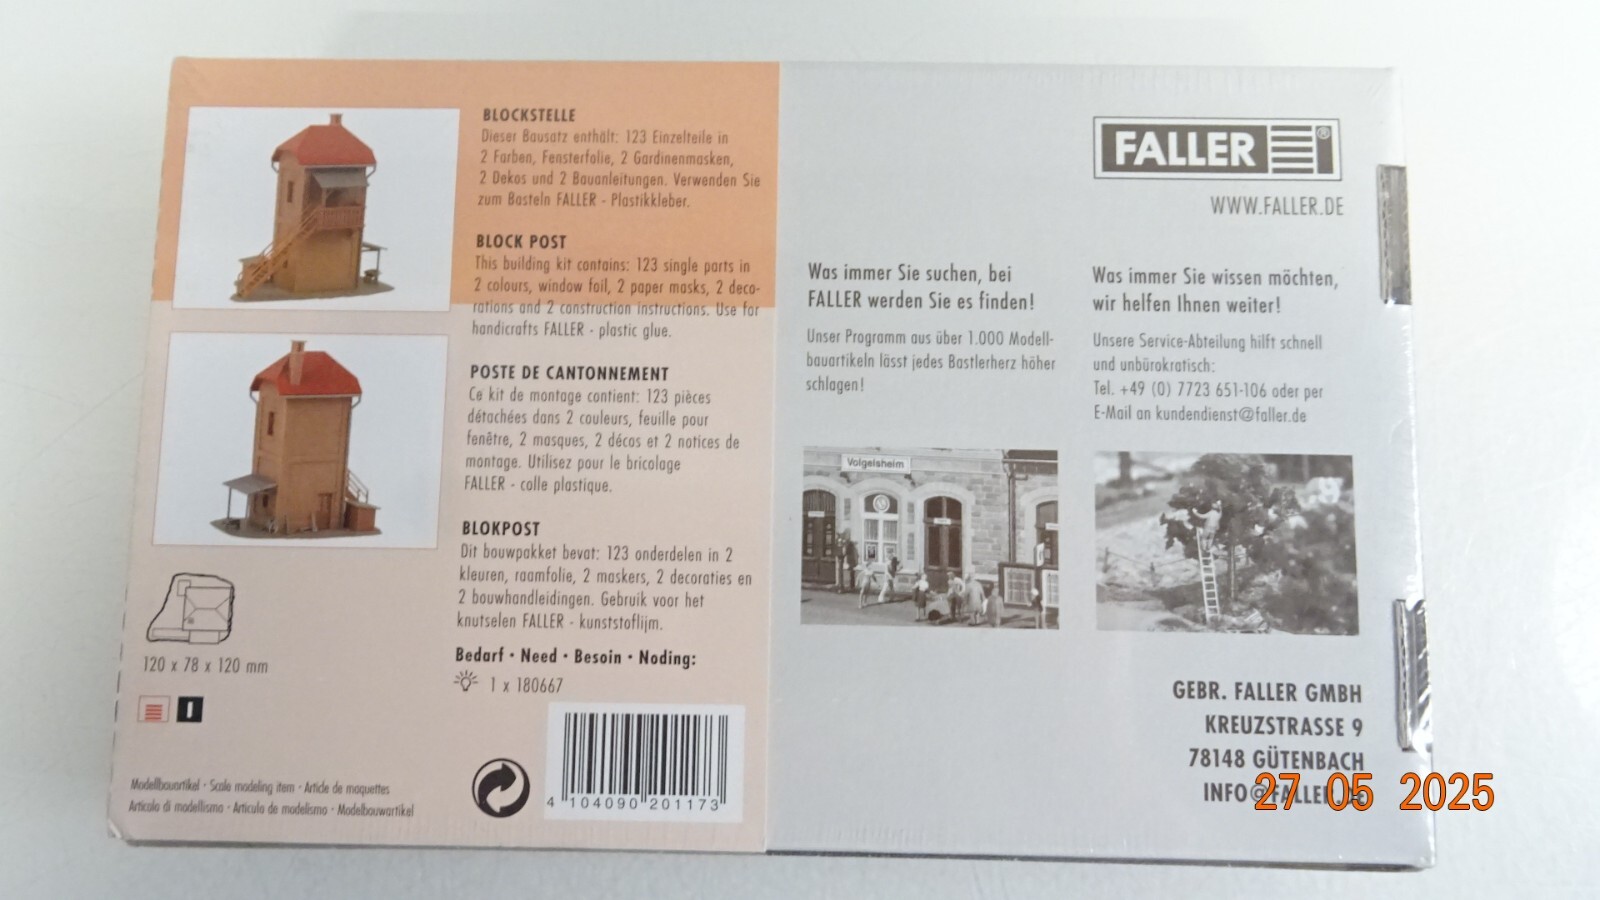 BLOCKSTELLE
Dieser Bausatz enthält: 123 Einzelteile in
2 Farben, Fensterfolie, 2 Gardinenmasken,
2 Dekos und 2 Bauanleitungen. Verwenden Sie
zum Basteln FALLER - Plastikkleber.
BLOCK POST
This building kit contains: 123 single parts in
2 colours, window foil, 2 paper masks, 2 deco-
rations and 2 construction instructions. Use for
handicrafts FALLER - plastic glue.
POSTE DE CANTONNEMENT
Ce kit de montage contient: 123 pièces
détachées dans 2 couleurs, feuille pour
fenêtre, 2 masques, 2 décos et 2 notices de
montage. Utilisez pour le bricolage
FALLER - colle plastique.
BLOKPOST
Dit bouwpakket bevat: 123 onderdelen in 2
kleuren, raamfolie, 2 maskers, 2 decoraties en
2 bouwhandleidingen. Gebruik voor het
knutselen FALLER - kunststoflijm.
Bedarf · Need · Besoin · Noding:
1 x 180667
120 x 78 x 120 mm
I
Modellbauartikel · Scale modeling item · Article de maquettes
Articolo di modellismo · Articulo de modelismo · Modelbouwartikel
4 104090 201173
FALLER ®
WWW.FALLER.DE
Was immer Sie suchen, bei
FALLER werden Sie es finden!
Unser Programm aus über 1.000 Modell-
bauartikeln lässt jedes Bastlerherz höher
schlagen!
Volgelsheim
Was immer Sie wissen möchten,
wir helfen Ihnen weiter!
Unsere Service-Abteilung hilft schnell
und unbürokratisch:
Tel. +49 (0) 7723 651-106 oder per
E-Mail an kundendienst@faller.de
GEBR. FALLER GMBH
KREUZSTRASSE 9
78148 GÜTENBACH
INFO@FALLER.DE
27 05 2025